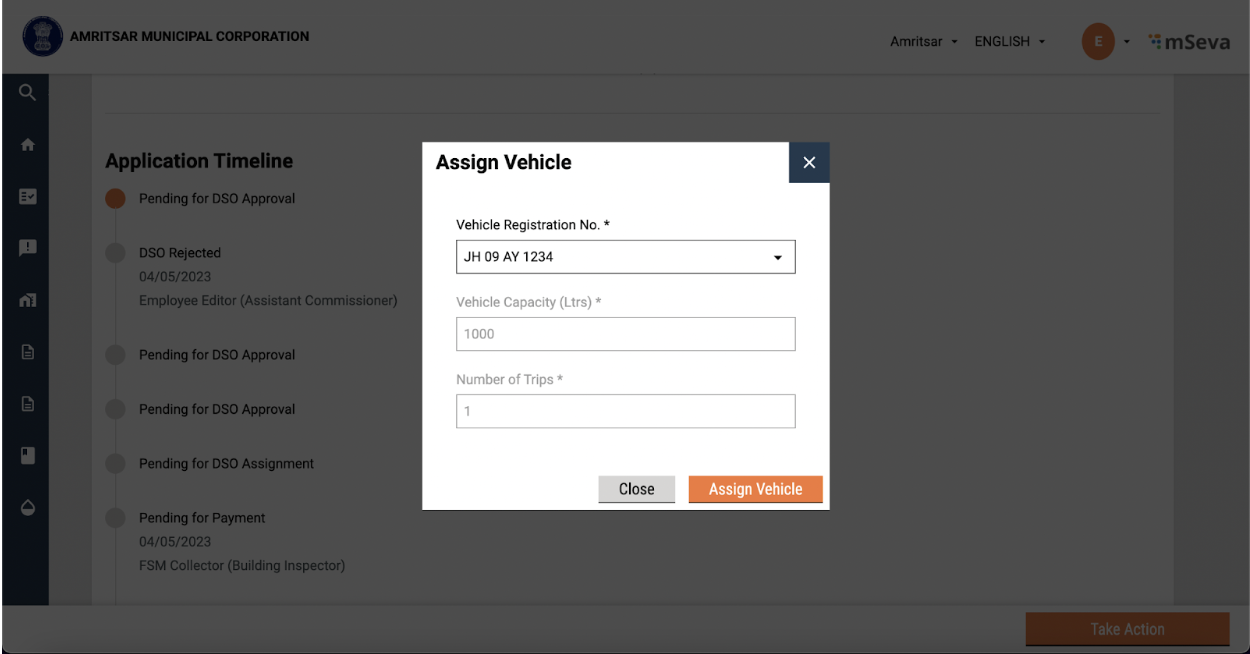 AMRITSAR MUNICIPAL CORPORATION
Amritsar
ENGLISH
E
mSeva
Application Timeline
Pending for DSO Approval
DSO Rejected
04/05/2023
Employee Editor (Assistant Commissioner)
Pending for DSO Approval
Pending for DSO Approval
Pending for DSO Assignment
Pending for Payment
04/05/2023
FSM Collector (Building Inspector)
Assign Vehicle
Vehicle Registration No. *
JH 09 AY 1234
Vehicle Capacity (Ltrs) *
1000
Number of Trips *
1
Close
Assign Vehicle
Take Action